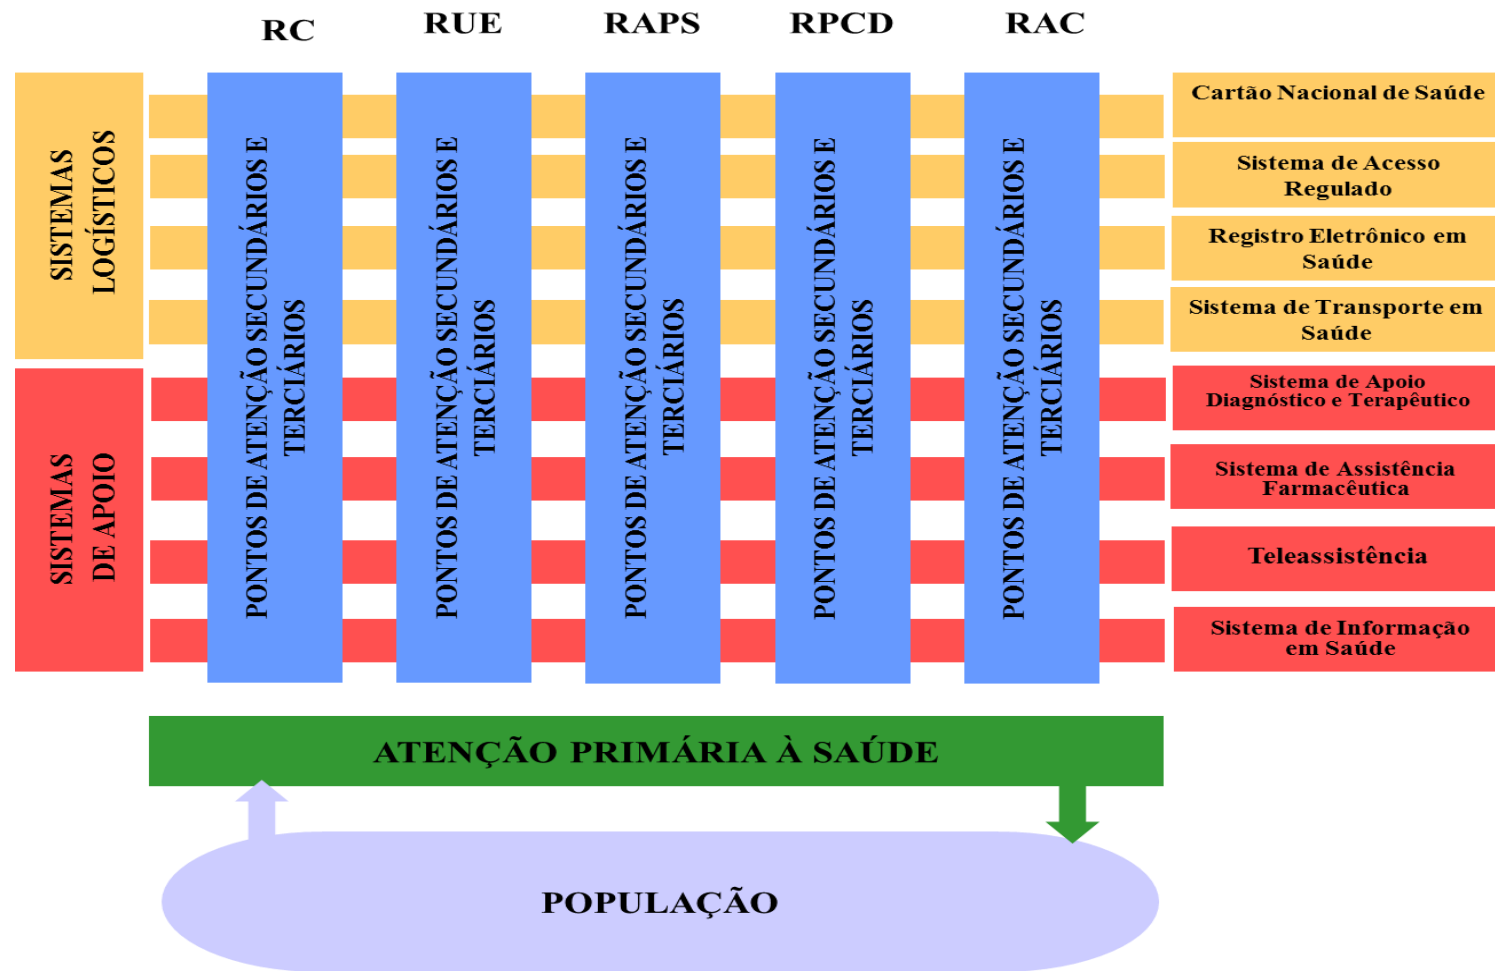 RC
RUE
RAPS
RPCD
RAC
SISTEMAS
LOGÍSTICOS
SISTEMAS
DE APOIO
PONTOS DE ATENÇÃO SECUNDÁRIOS E
TERCIÁRIOS
PONTOS DE ATENÇÃO SECUNDÁRIOS E
TERCIÁRIOS
PONTOS DE ATENÇÃO SECUNDÁRIOS E
TERCIÁRIOS
PONTOS DE ATENÇÃO SECUNDÁRIOS E
TERCIÁRIOS
PONTOS DE ATENÇÃO SECUNDÁRIOS E
TERCIÁRIOS
Cartão Nacional de Saúde
Sistema de Acesso
Regulado
Registro Eletrônico em
Saúde
Sistema de Transporte em
Saúde
Sistema de Apoio
Diagnóstico e Terapêutico
Sistema de Assistência
Farmacêutica
Teleassistência
Sistema de Informação
em Saúde
ATENÇÃO PRIMÁRIA À SAÚDE
POPULAÇÃO